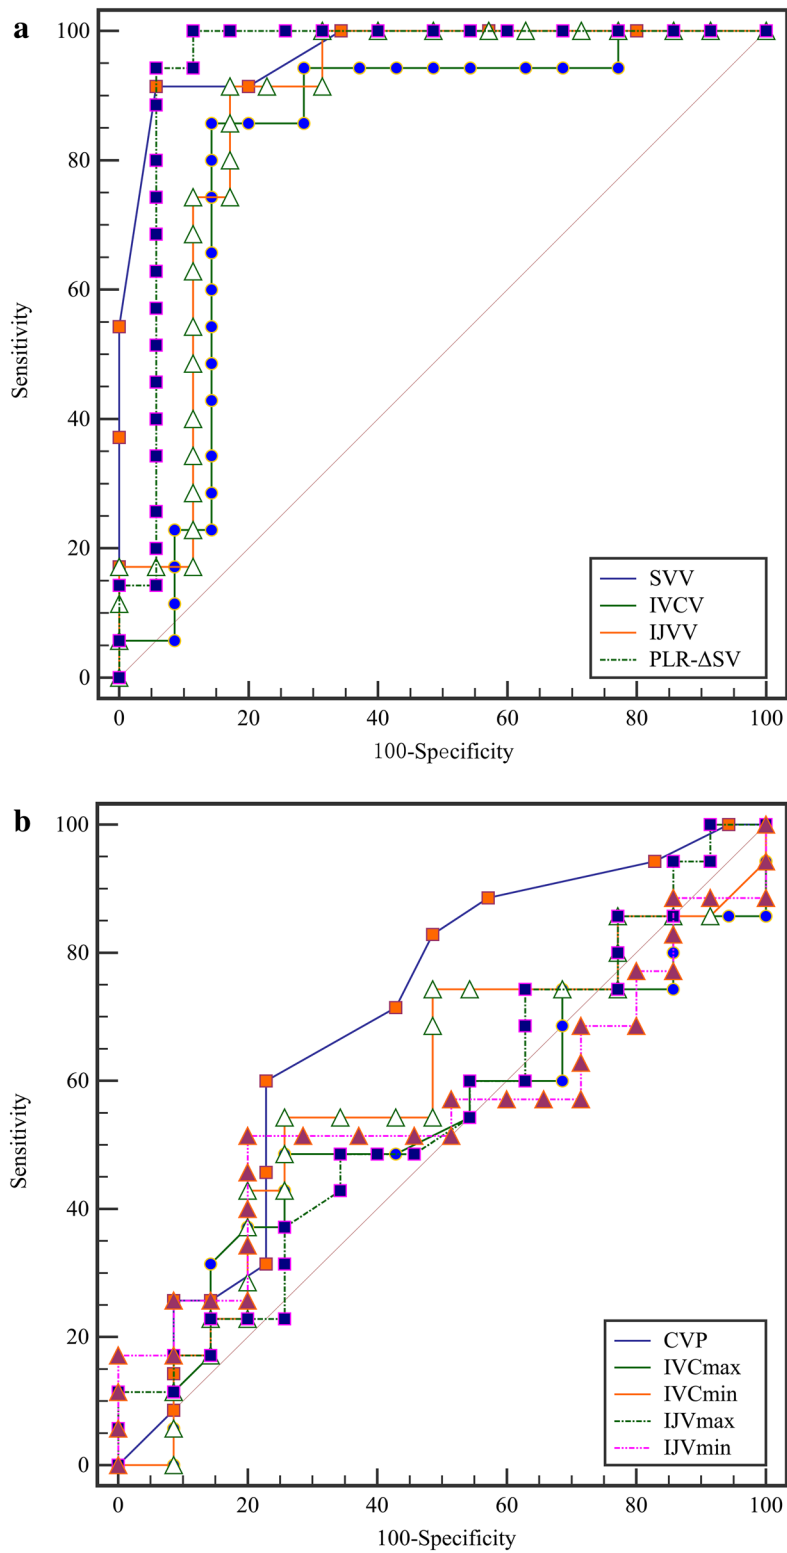 a
100
80
60
40
20
0
Sensitivity
SVV
IVCV
IJVV
PLR-ΔSV
0 20 40 60 80 100
100-Specificity
b
100
80
60
40
20
0
Sensitivity
CVP
IVCmax
IVCmin
IJVmax
IJVmin
0 20 40 60 80 100
100-Specificity